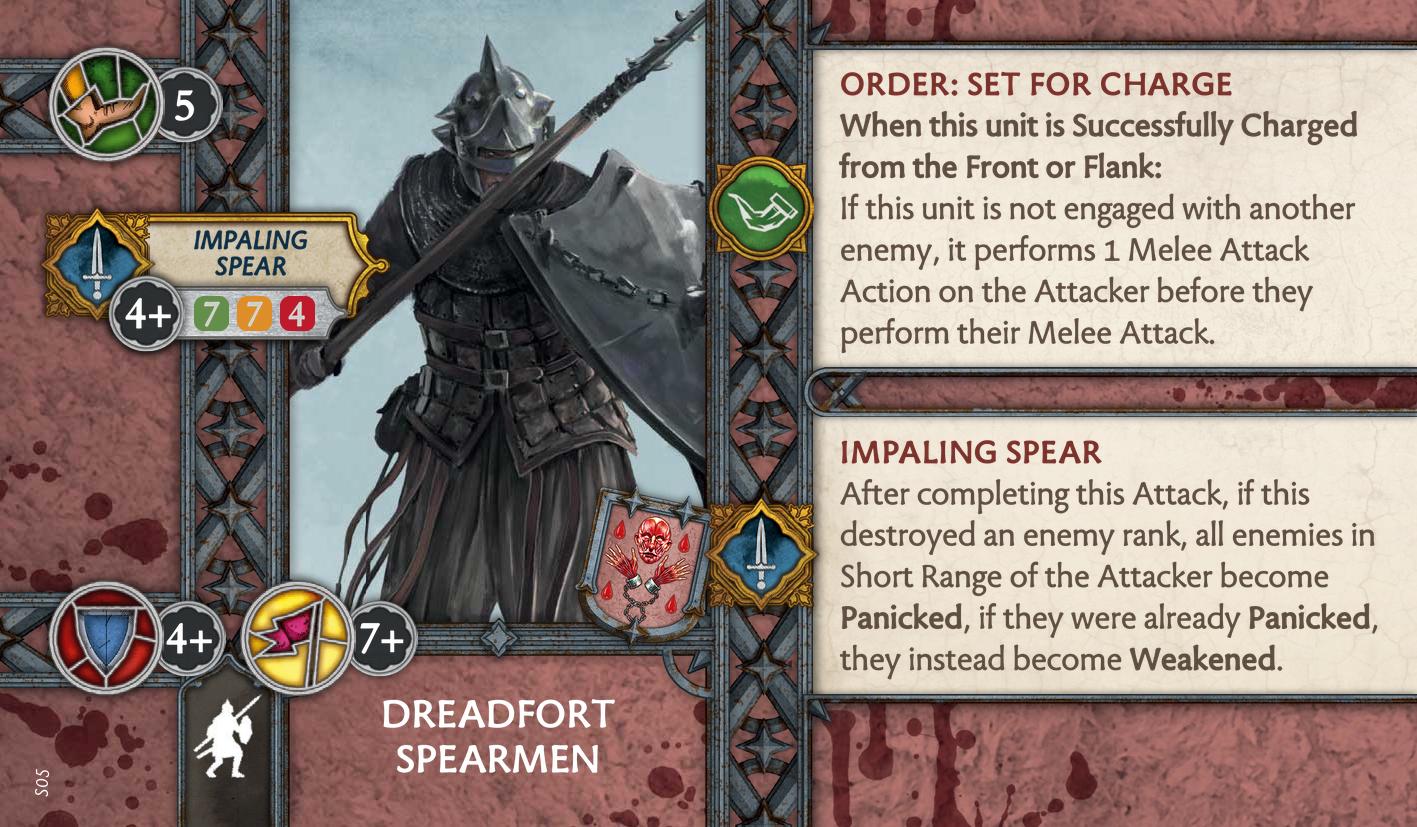 5
IMPALING
SPEAR
4+
7 7 4
4+
7+
DREADFORT
SPEARMEN
S05
ORDER: SET FOR CHARGE
When this unit is Successfully Charged
from the Front or Flank:
If this unit is not engaged with another
enemy, it performs 1 Melee Attack
Action on the Attacker before they
perform their Melee Attack.
IMPALING SPEAR
After completing this Attack, if this
destroyed an enemy rank, all enemies in
Short Range of the Attacker become
Panicked, if they were already Panicked,
they instead become Weakened.